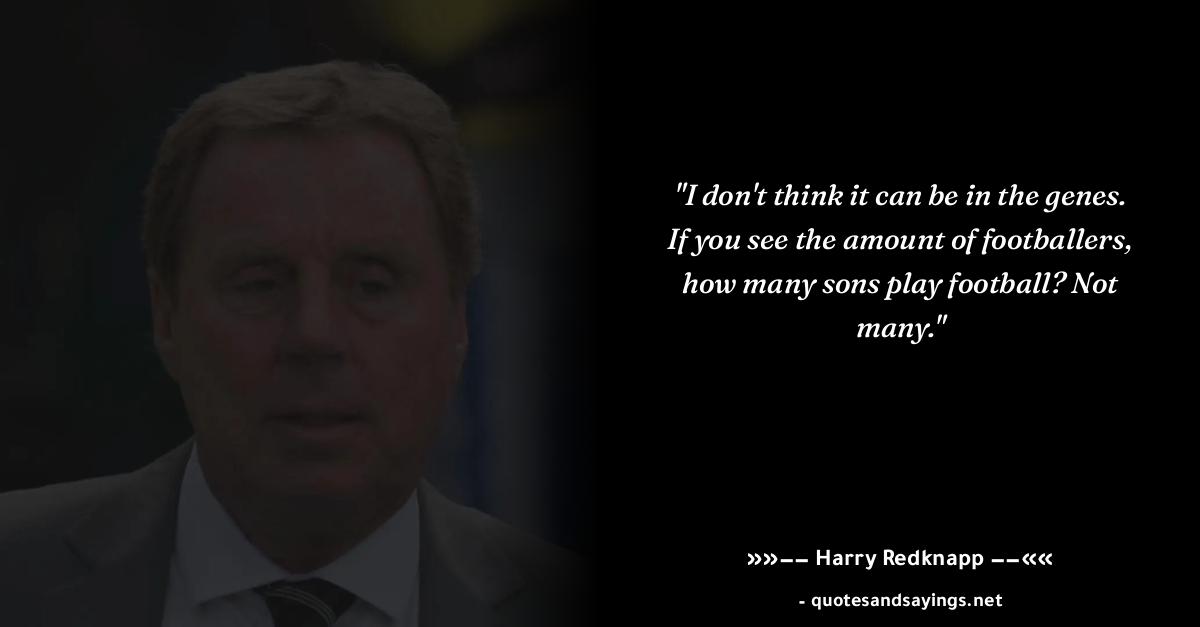 "I don't think it can be in the genes.
If you see the amount of footballers,
how many sons play football? Not
many."
»»−− Harry Redknapp −−««
- quotesandsayings.net